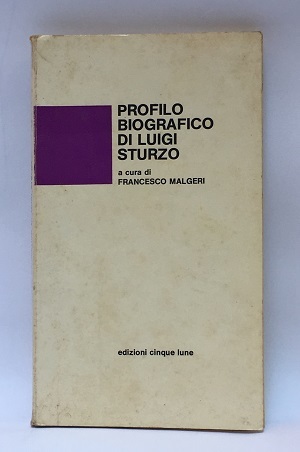 PROFILO
BIOGRAFICO
DI LUIGI
STURZO
a cura di
FRANCESCO MALGERI
edizioni cinque lune